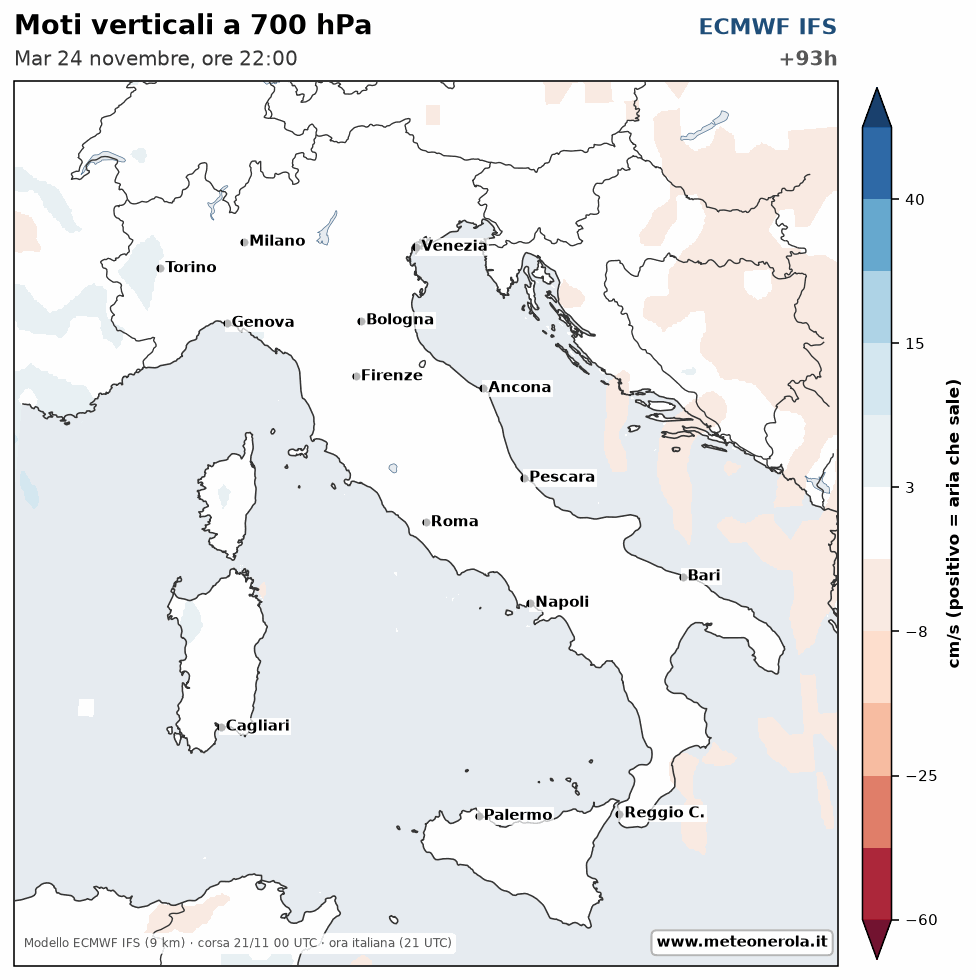 Moti verticali a 700 hPa
ECMWF IFS
Mar 24 novembre, ore 22:00
+93h
Milano
Venezia
Torino
Genova
Bologna
Firenze
Ancona
Pescara
Roma
Bari
Napoli
Cagliari
Palermo
Reggio C.
40
15
3
−8
−25
−60
cm/s (positivo = aria che sale)
Modello ECMWF IFS (9 km) · corsa 21/11 00 UTC · ora italiana (21 UTC)
www.meteonerola.it